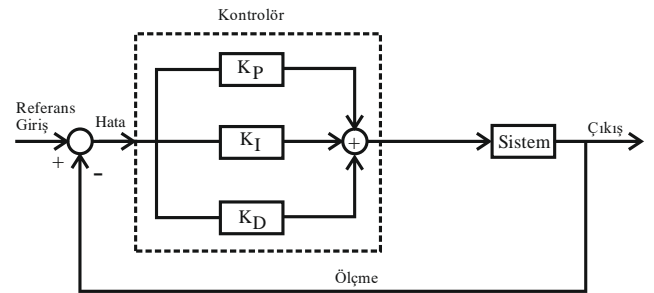 Kontrolör
K_P
Referans
Giriş
Hata
+
-
K_I
+
Sistem
Çıkış
K_D
Ölçme